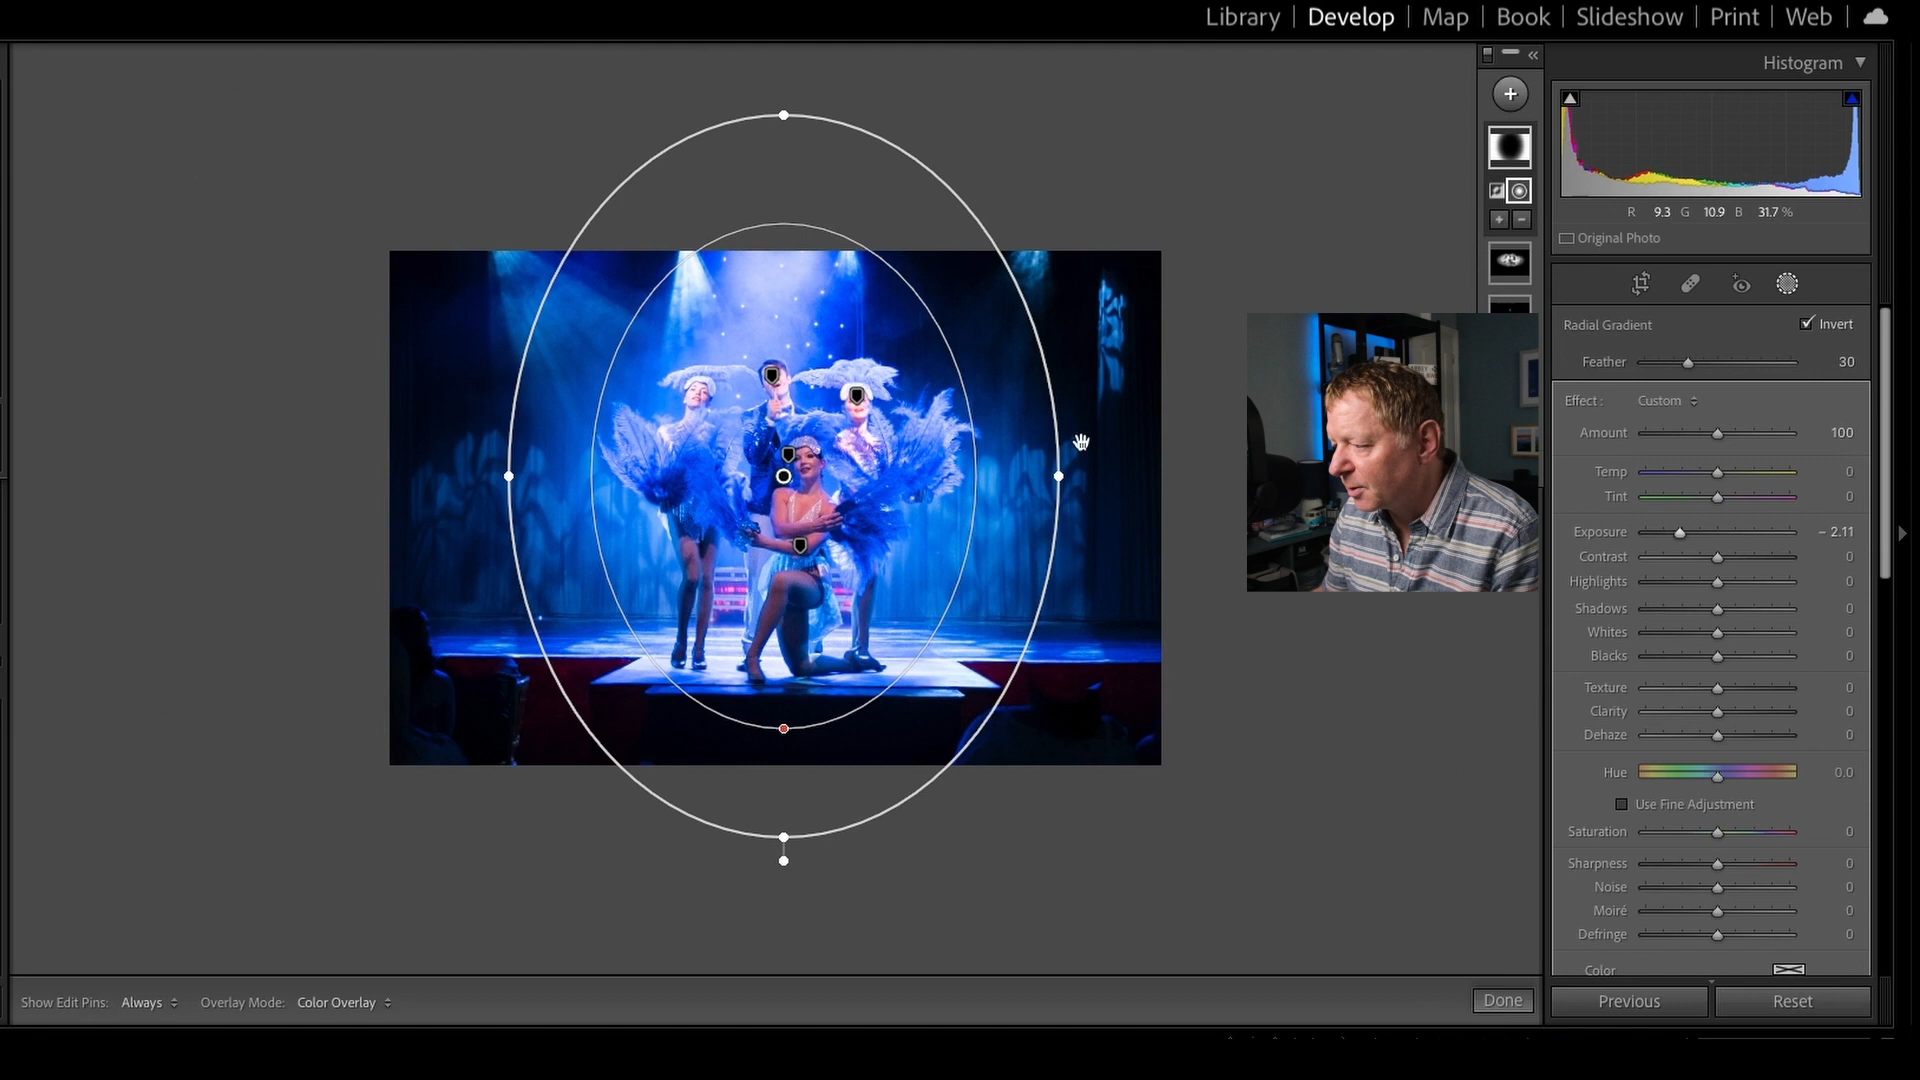 Library | Develop | Map | Book | Slideshow | Print | Web
Histogram
R 9.3 G 10.9 B 31.7 %
Original Photo
Radial Gradient Invert
Feather 30
Effect : Custom
Amount 100
Temp 0
Tint 0
Exposure – 2.11
Contrast 0
Highlights 0
Shadows 0
Whites 0
Blacks 0
Texture 0
Clarity 0
Dehaze 0
Hue 0.0
Use Fine Adjustment
Saturation 0
Sharpness 0
Noise 0
Moiré 0
Defringe 0
Color
Show Edit Pins: Always Overlay Mode: Color Overlay Done
Previous Reset